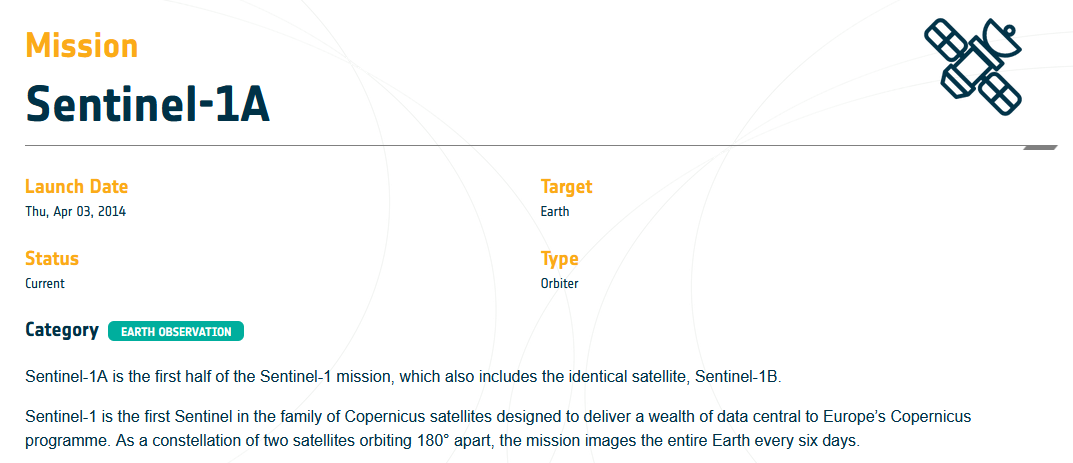 Mission
Sentinel-1A
Launch Date
Thu, Apr 03, 2014
Target
Earth
Status
Current
Type
Orbiter
Category EARTH OBSERVATION
Sentinel-1A is the first half of the Sentinel-1 mission, which also includes the identical satellite, Sentinel-1B.
Sentinel-1 is the first Sentinel in the family of Copernicus satellites designed to deliver a wealth of data central to Europe’s Copernicus
programme. As a constellation of two satellites orbiting 180° apart, the mission images the entire Earth every six days.